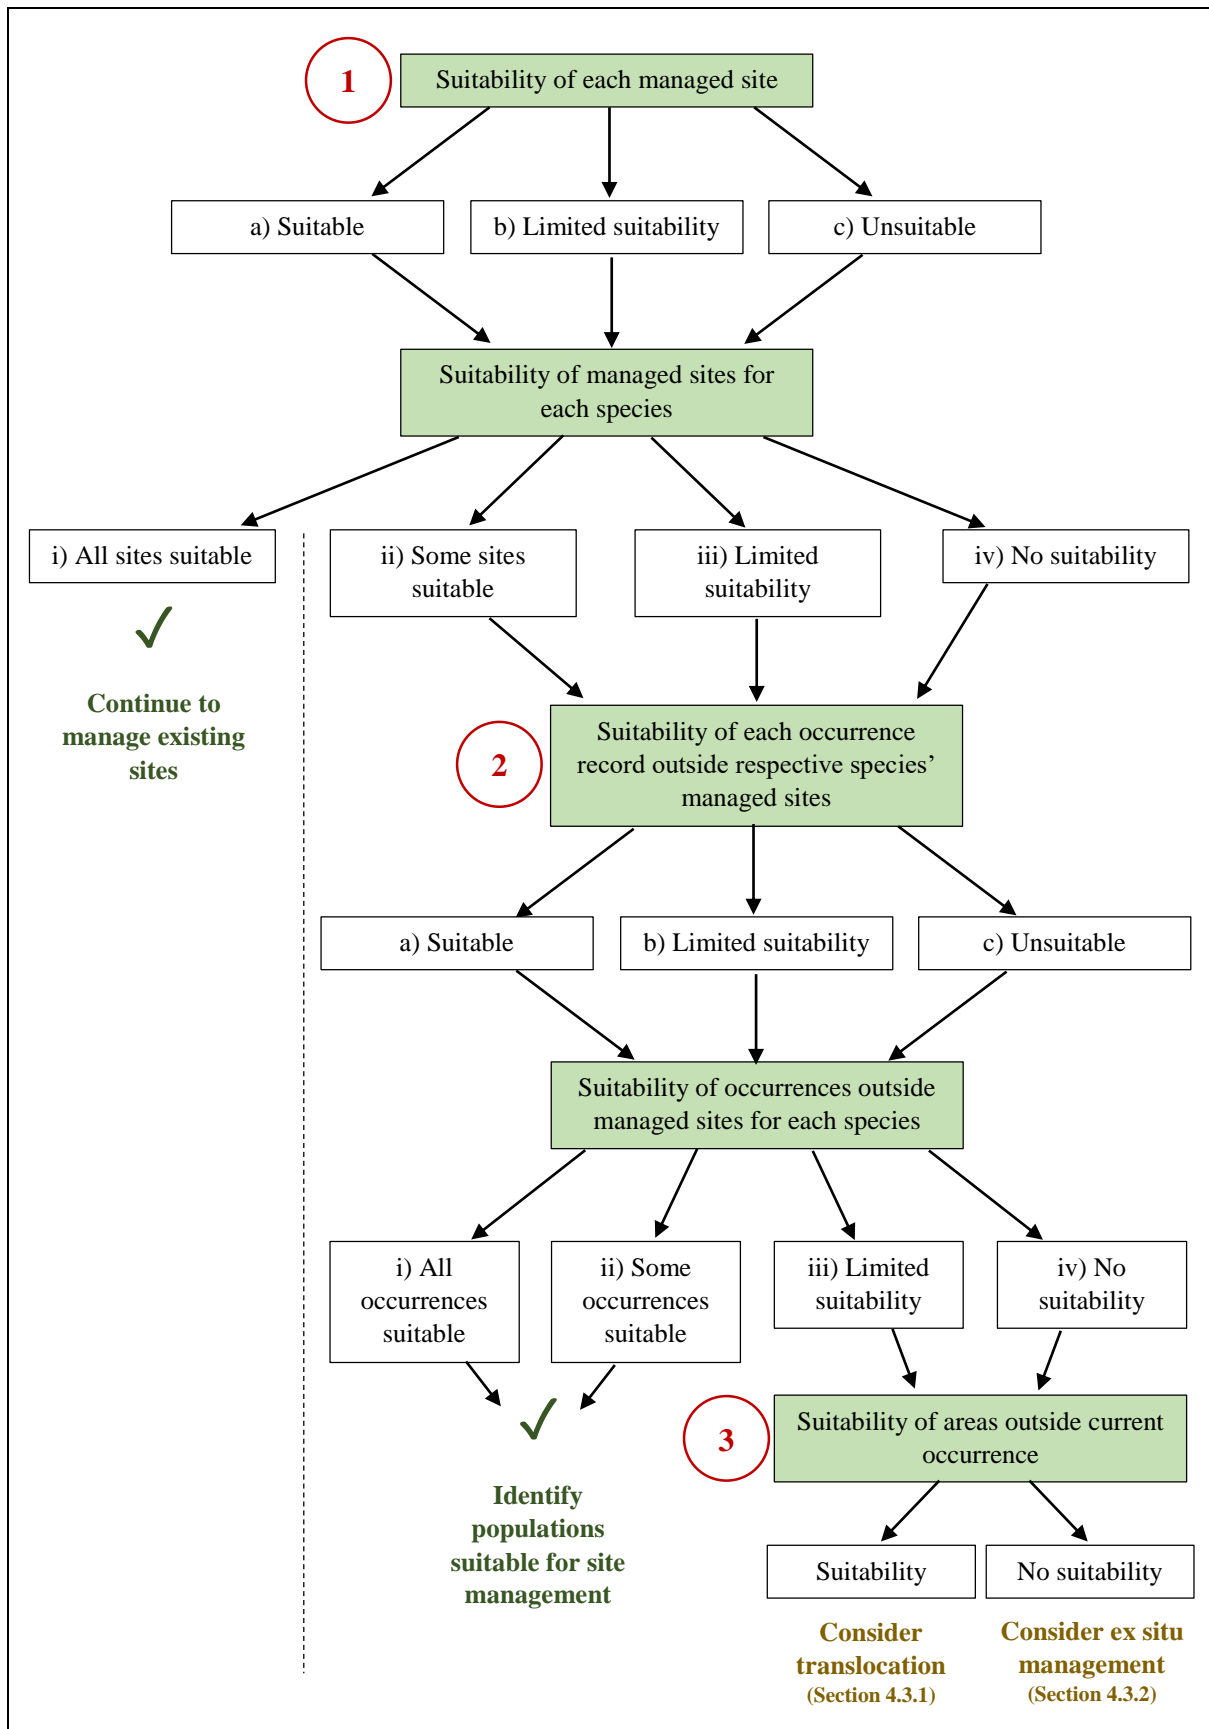 1
Suitability of each managed site
a) Suitable
b) Limited suitability
c) Unsuitable
Suitability of managed sites for
each species
i) All sites suitable
ii) Some sites
suitable
iii) Limited
suitability
iv) No suitability
✓
Continue to
manage existing
sites
2
Suitability of each occurrence
record outside respective species’
managed sites
a) Suitable
b) Limited suitability
c) Unsuitable
Suitability of occurrences outside
managed sites for each species
i) All
occurrences
suitable
ii) Some
occurrences
suitable
iii) Limited
suitability
iv) No
suitability
✓
Identify
populations
suitable for site
management
3
Suitability of areas outside current
occurrence
Suitability
No suitability
Consider
translocation
(Section 4.3.1)
Consider ex situ
management
(Section 4.3.2)